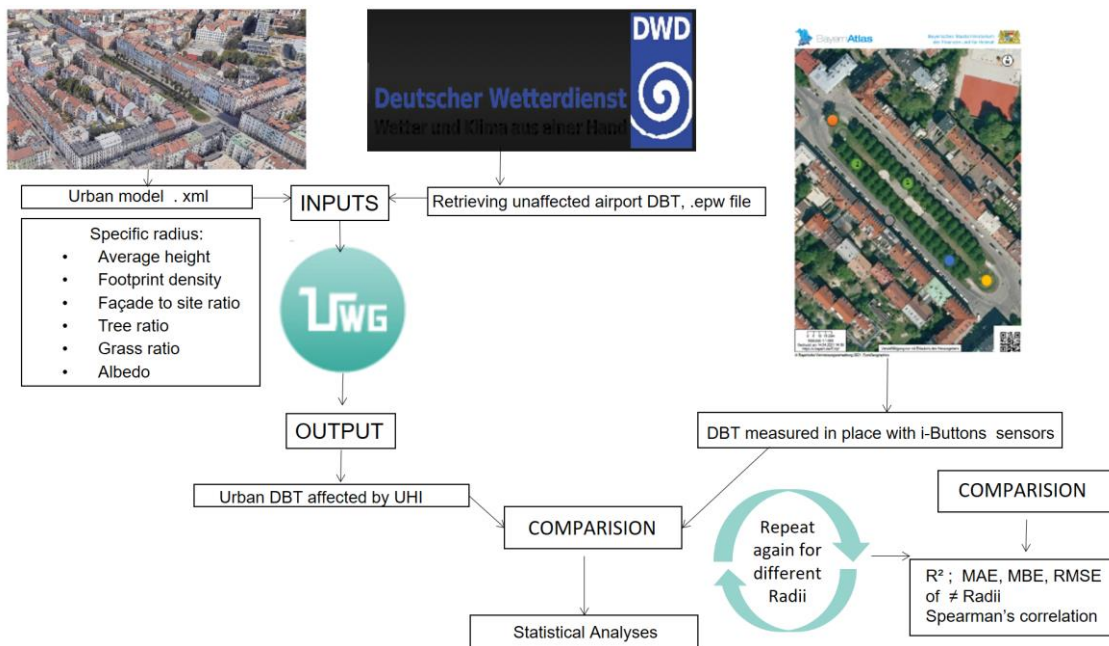 DWD
Deutscher Wetterdienst
Wetter und Klima aus einer Hand
BayernAtlas
Urban model . xml
INPUTS
Retrieving unaffected airport DBT, .epw file
Specific radius:
• Average height
• Footprint density
• Façade to site ratio
• Tree ratio
• Grass ratio
• Albedo
UWG
OUTPUT
DBT measured in place with i-Buttons sensors
Urban DBT affected by UHI
COMPARISION
Repeat
again for
different
Radii
COMPARISION
R² ; MAE, MBE, RMSE
of ≠ Radii
Spearman's correlation
Statistical Analyses